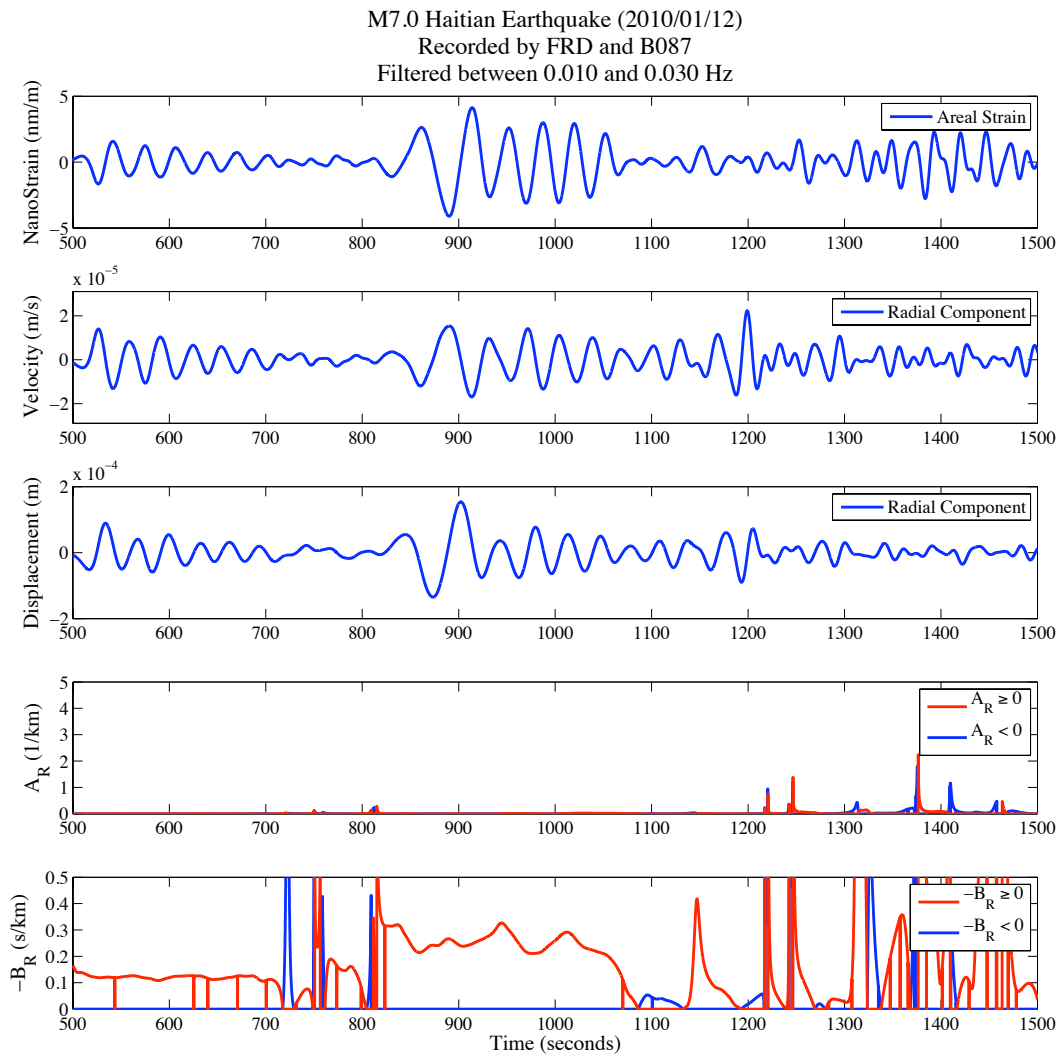 M7.0 Haitian Earthquake (2010/01/12)
Recorded by FRD and B087
Filtered between 0.010 and 0.030 Hz
NanoStrain (nm/m)
5
0
−5
Areal Strain
500 600 700 800 900 1000 1100 1200 1300 1400 1500
x 10^-5
Velocity (m/s)
2
0
−2
Radial Component
500 600 700 800 900 1000 1100 1200 1300 1400 1500
x 10^-4
Displacement (m)
2
0
−2
Radial Component
500 600 700 800 900 1000 1100 1200 1300 1400 1500
A_R (1/km)
5
4
3
2
1
0
A_R ≥ 0
A_R < 0
500 600 700 800 900 1000 1100 1200 1300 1400 1500
−B_R (s/km)
0.5
0.4
0.3
0.2
0.1
0
−B_R ≥ 0
−B_R < 0
500 600 700 800 900 1000 1100 1200 1300 1400 1500
Time (seconds)